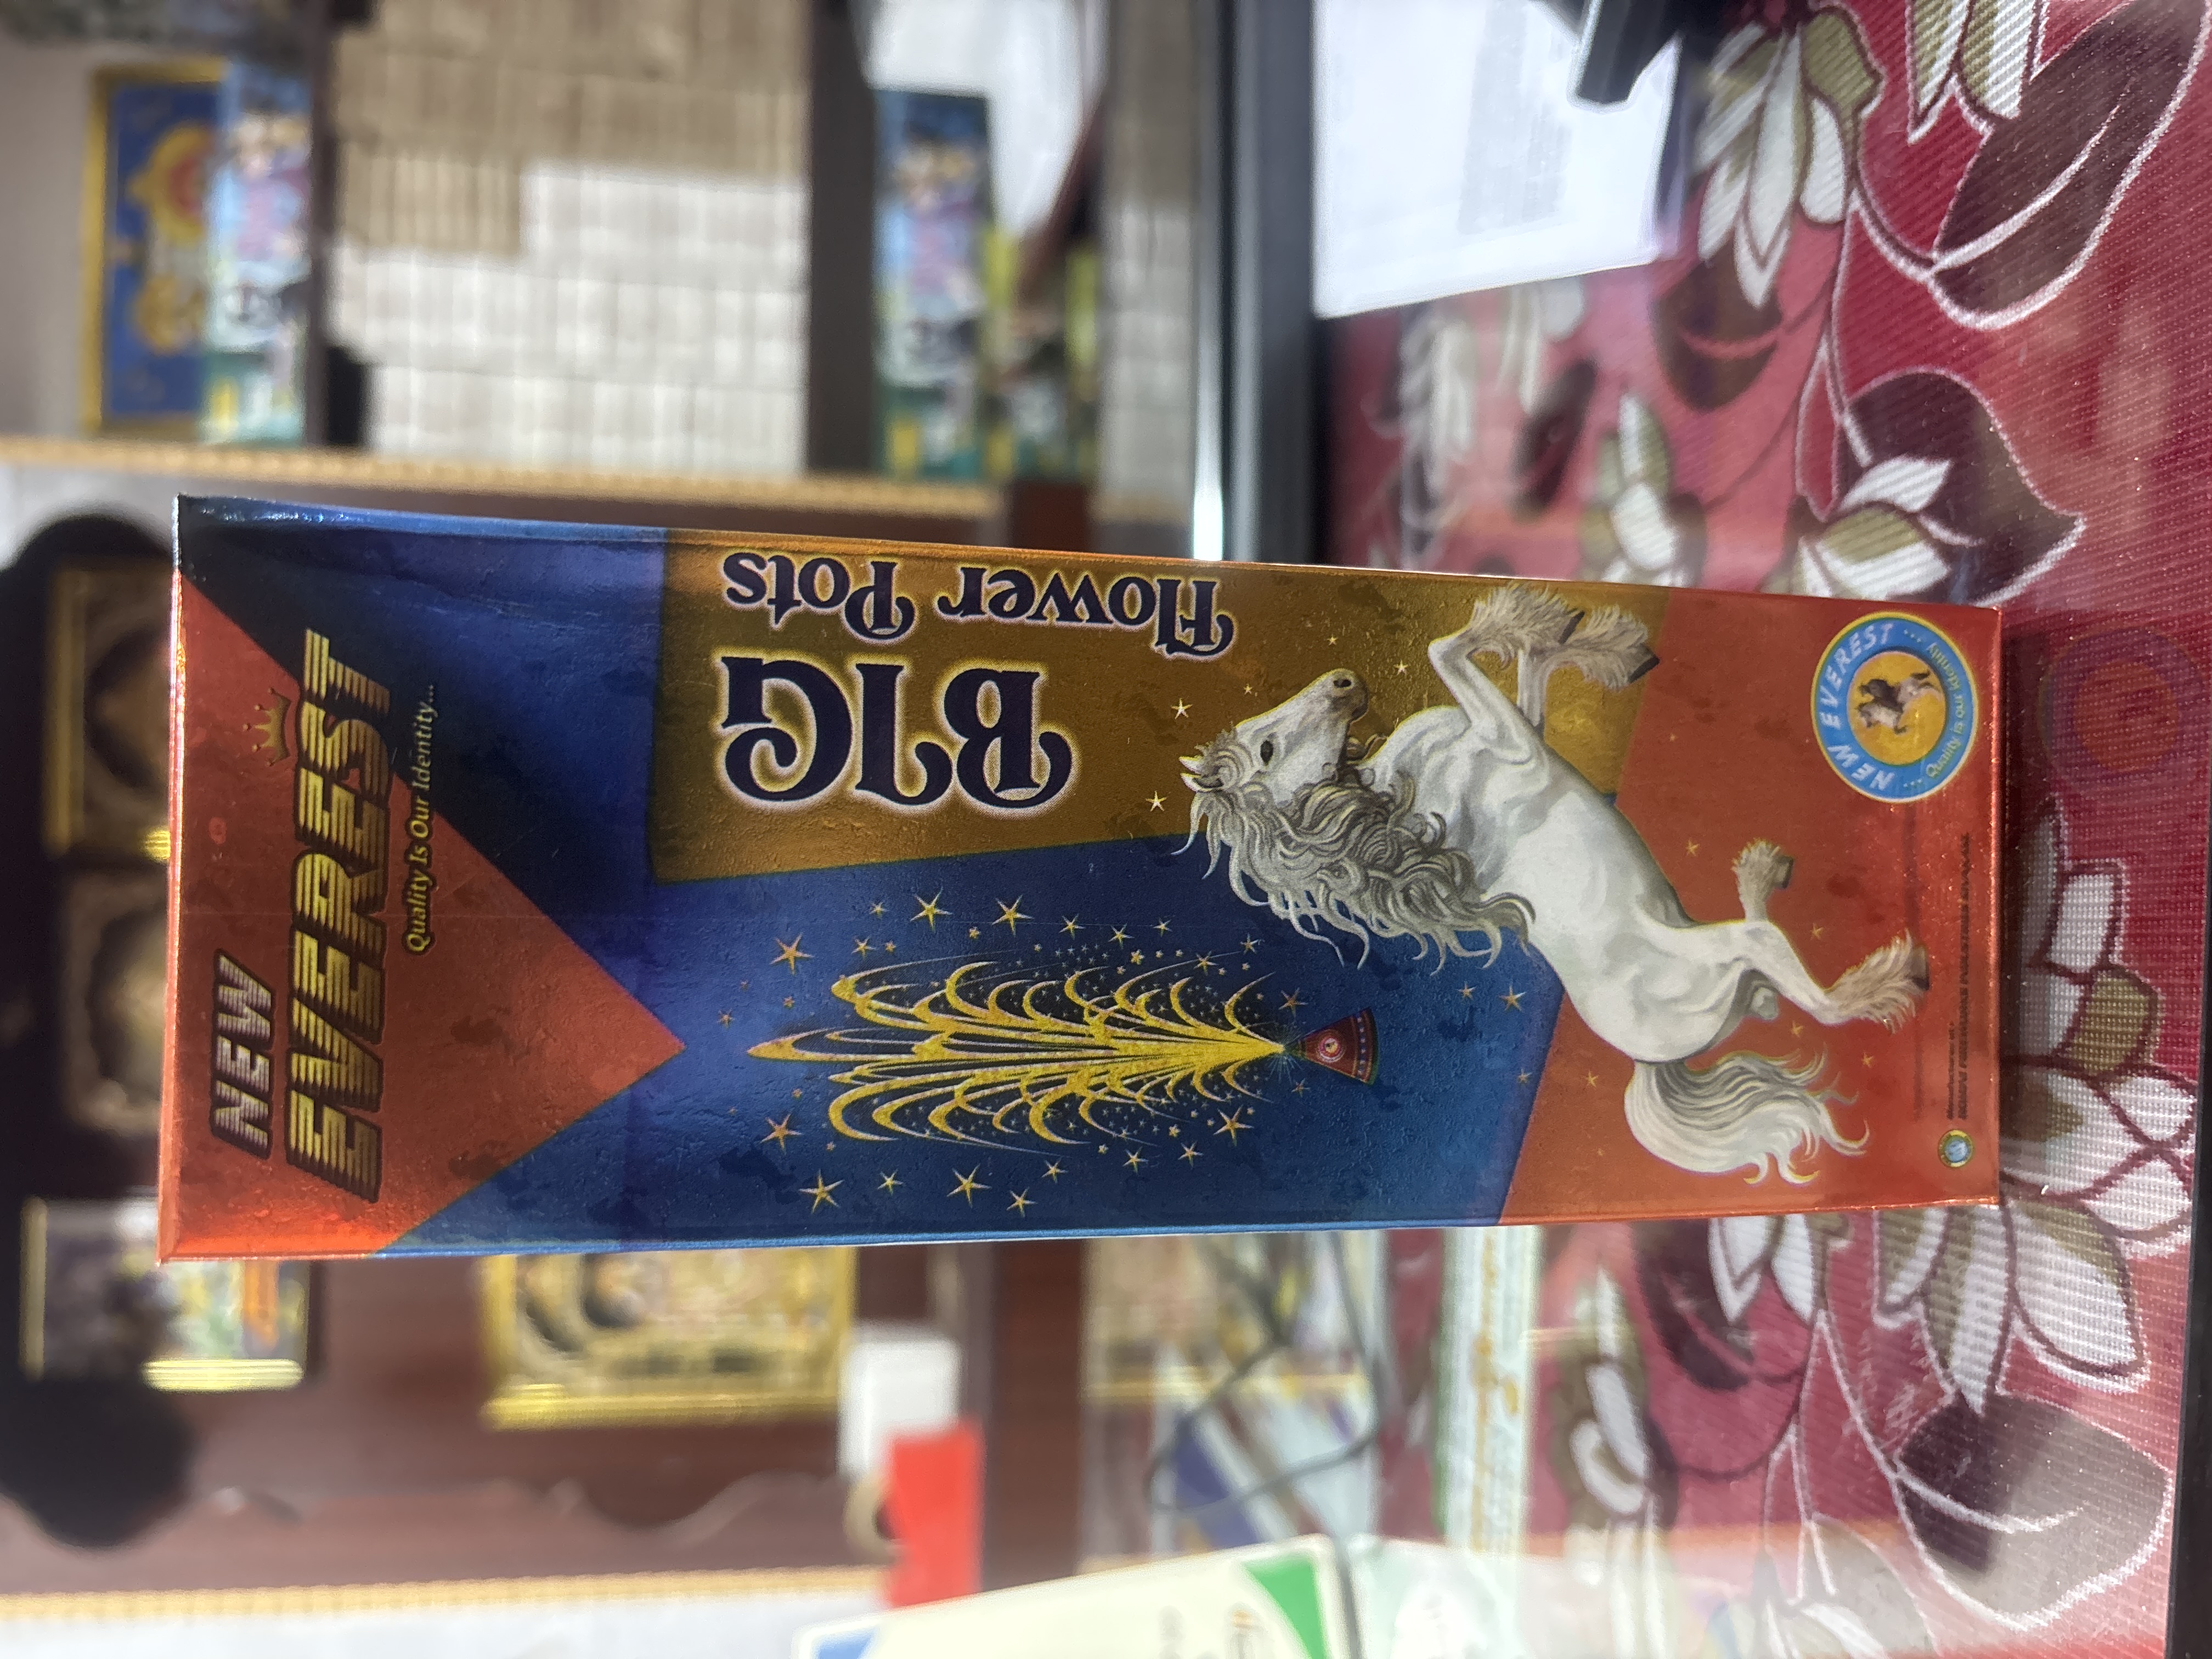 NEW
EVEREST
Quality Is Our Identity...
BIG
Flower Pots
NEW EVEREST
... Quality is our identity ...